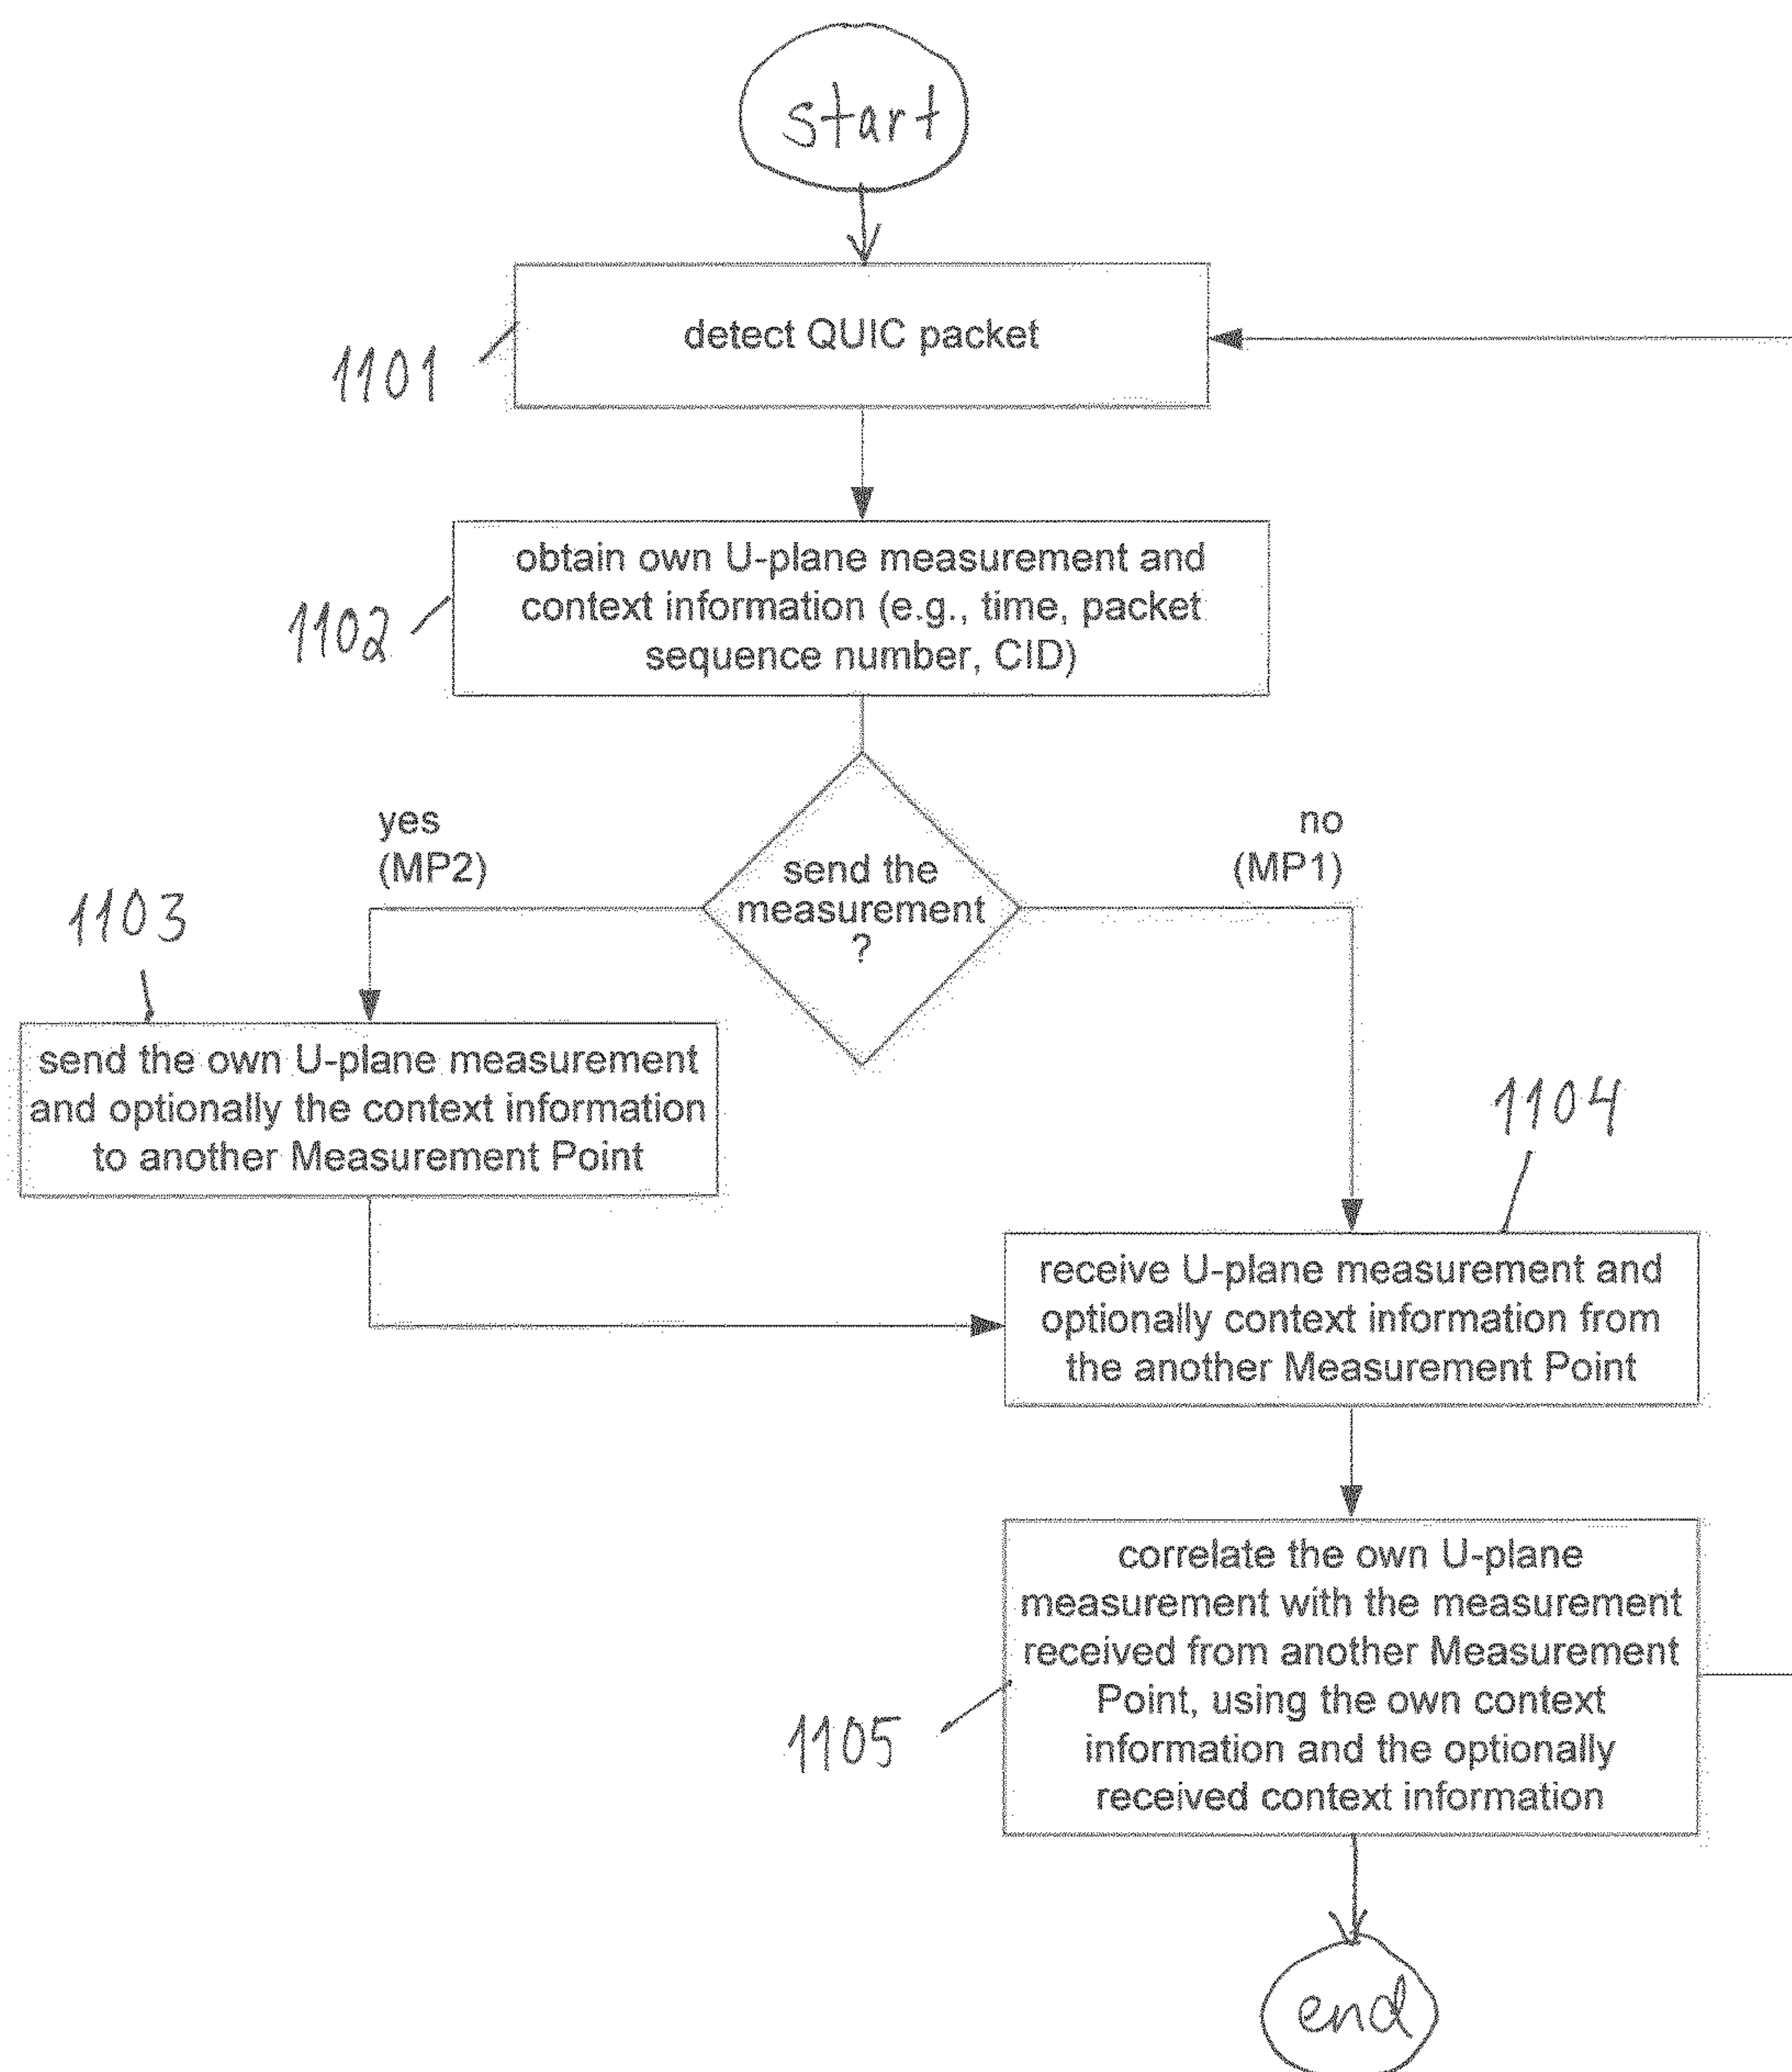 start
detect QUIC packet
1101
obtain own U-plane measurement and
context information (e.g., time, packet
sequence number, CID)
1102
yes
(MP2)
no
(MP1)
send the
measurement
?
1103
send the own U-plane measurement
and optionally the context information
to another Measurement Point
1104
receive U-plane measurement and
optionally context information from
the another Measurement Point
correlate the own U-plane
measurement with the measurement
received from another Measurement
Point, using the own context
information and the optionally
received context information
1105
end